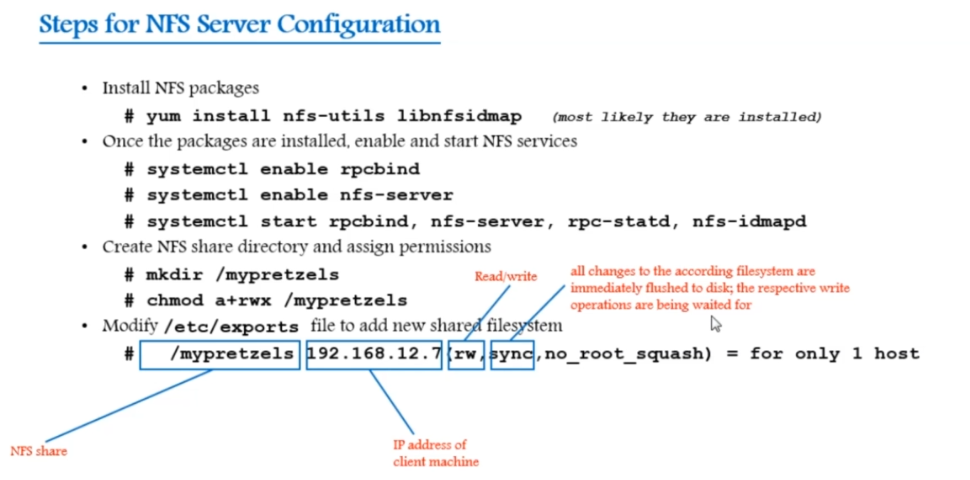 Steps for NFS Server Configuration
• Install NFS packages
# yum install nfs-utils libnfsidmap (most likely they are installed)
• Once the packages are installed, enable and start NFS services
# systemctl enable rpcbind
# systemctl enable nfs-server
# systemctl start rpcbind, nfs-server, rpc-statd, nfs-idmapd
• Create NFS share directory and assign permissions
# mkdir /mypretzels
# chmod a+rwx /mypretzels
Read/write
all changes to the according filesystem are
immediately flushed to disk; the respective write
operations are being waited for
• Modify /etc/exports file to add new shared filesystem
# /mypretzels 192.168.12.7(rw,sync,no_root_squash) = for only 1 host
NFS share
IP address of
client machine